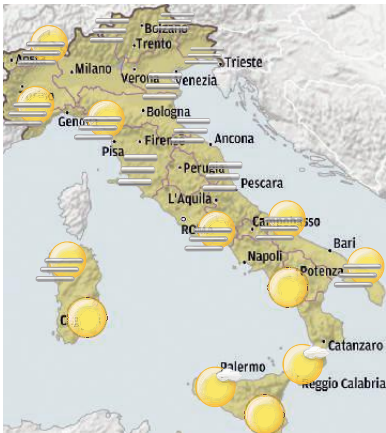 Bolzano
Trento
Trieste
Milano
Verona
Venezia
Bologna
Pisa
Ancona
Perugia
Pescara
L'Aquila
Bari
Napoli
Potenza
Catanzaro
Palermo
Reggio Calabria